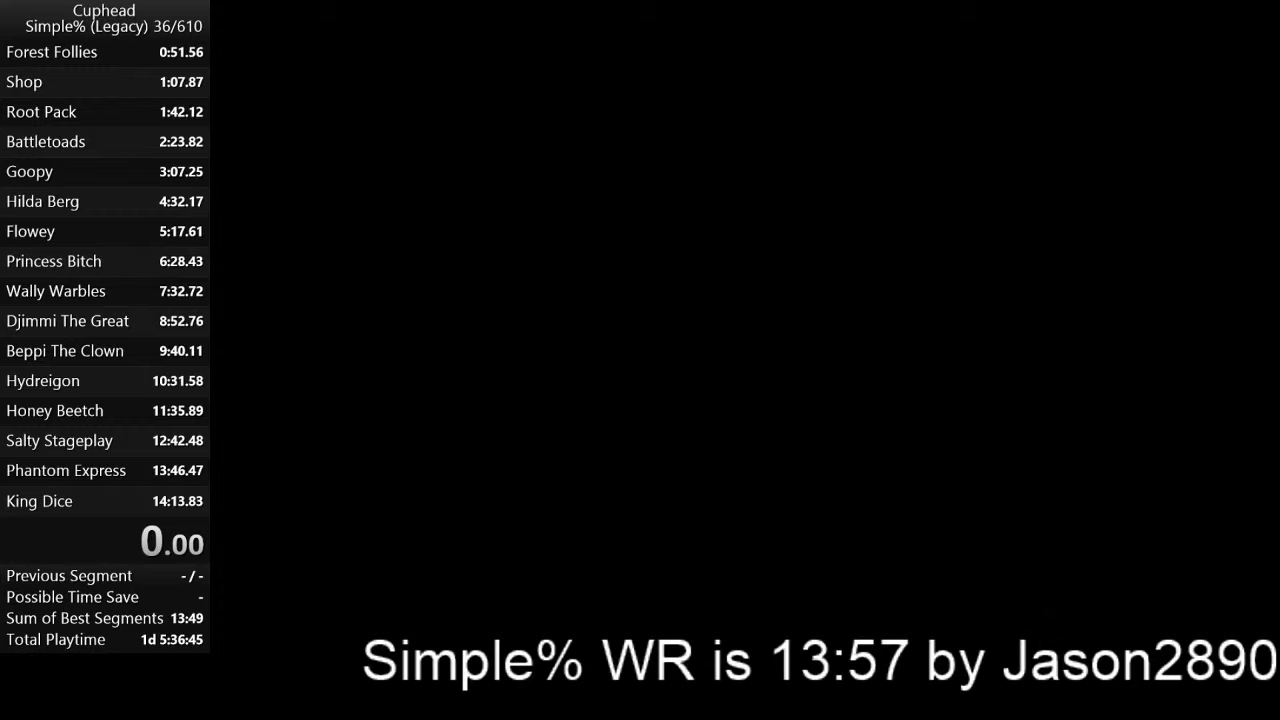 Cuphead
Simple% (Legacy) 36/610
Forest Follies 0:51.56
Shop 1:07.87
Root Pack 1:42.12
Battletoads 2:23.82
Goopy 3:07.25
Hilda Berg 4:32.17
Flowey 5:17.61
Princess Bitch 6:28.43
Wally Warbles 7:32.72
Djimmi The Great 8:52.76
Beppi The Clown 9:40.11
Hydreigon 10:31.58
Honey Beetch 11:35.89
Salty Stageplay 12:42.48
Phantom Express 13:46.47
King Dice 14:13.83
0.00
Previous Segment - / -
Possible Time Save -
Sum of Best Segments 13:49
Total Playtime 1d 5:36:45
Simple% WR is 13:57 by Jason2890